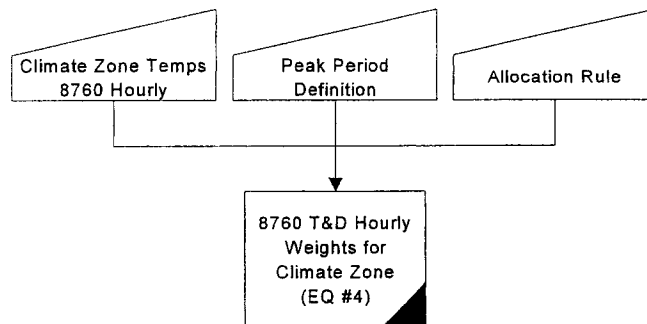 Climate Zone Temps
8760 Hourly
Peak Period
Definition
Allocation Rule
8760 T&D Hourly
Weights for
Climate Zone
(EQ #4)